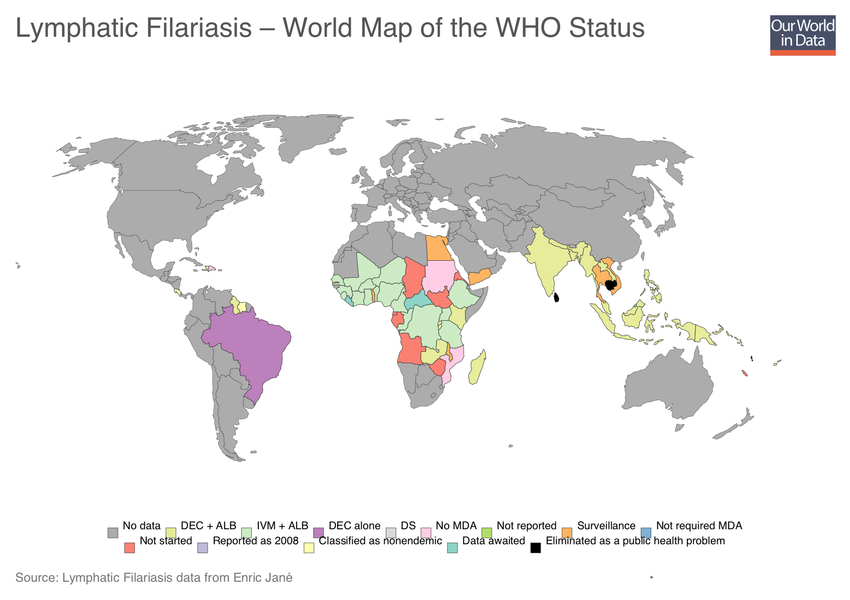 Lymphatic Filariasis – World Map of the WHO Status
Our World
in Data
No data DEC + ALB IVM + ALB DEC alone DS No MDA Not reported Surveillance Not required MDA
Not started Reported as 2008 Classified as nonendemic Data awaited Eliminated as a public health problem
Source: Lymphatic Filariasis data from Enric Jané